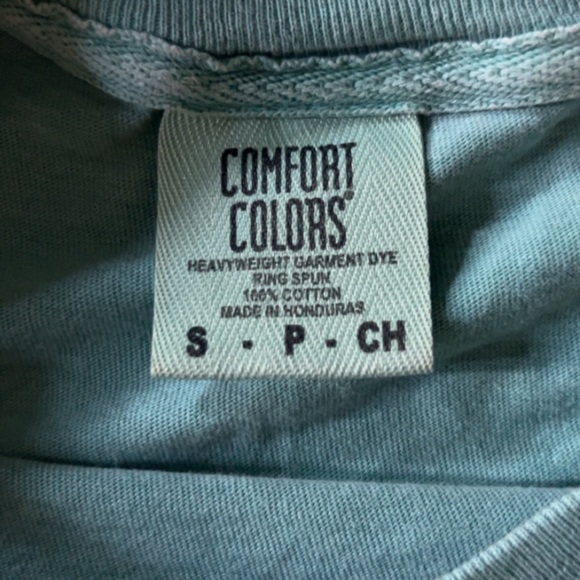 COMFORT
COLORS®
HEAVYWEIGHT GARMENT DYE
RING SPUN
100% COTTON
MADE IN HONDURAS
S - P - CH